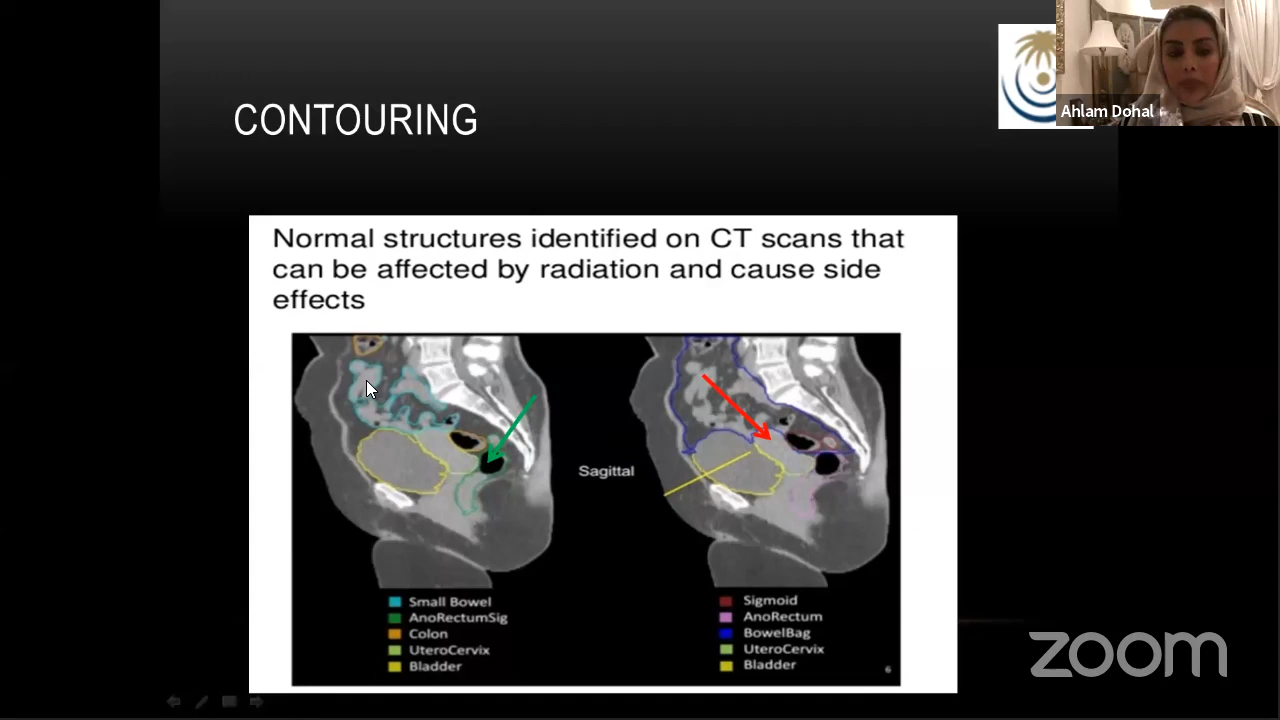 CONTOURING
Ahlam Dohal
Normal structures identified on CT scans that
can be affected by radiation and cause side
effects
Sagittal
Small Bowel
AnoRectumSig
Colon
UteroCervix
Bladder
Sigmoid
AnoRectum
BowelBag
UteroCervix
Bladder
6
zoom